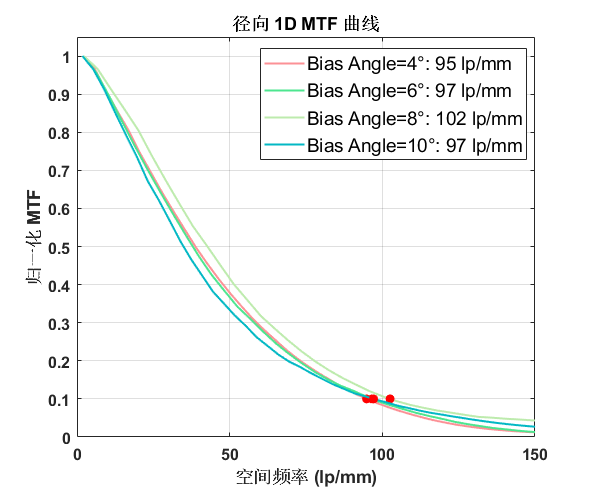 径向 1D MTF 曲线
归一化 MTF
1
0.9
0.8
0.7
0.6
0.5
0.4
0.3
0.2
0.1
0
Bias Angle=4°: 95 lp/mm
Bias Angle=6°: 97 lp/mm
Bias Angle=8°: 102 lp/mm
Bias Angle=10°: 97 lp/mm
0 50 100 150
空间频率 (lp/mm)